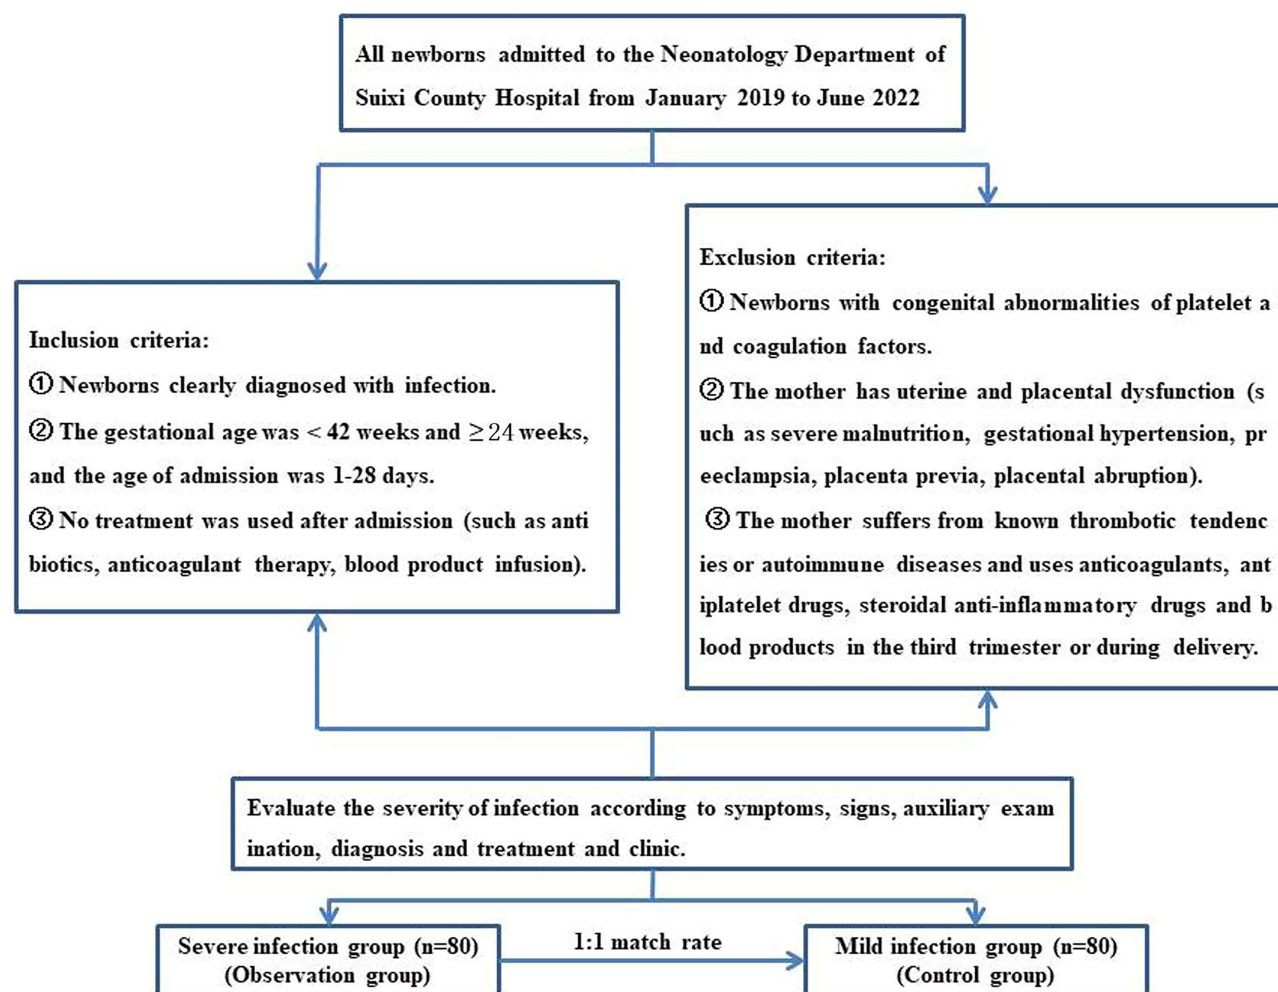 All newborns admitted to the Neonatology Department of
Suixi County Hospital from January 2019 to June 2022
Inclusion criteria:
① Newborns clearly diagnosed with infection.
② The gestational age was < 42 weeks and ≥24 weeks,
and the age of admission was 1-28 days.
③ No treatment was used after admission (such as anti
biotics, anticoagulant therapy, blood product infusion).
Exclusion criteria:
① Newborns with congenital abnormalities of platelet a
nd coagulation factors.
② The mother has uterine and placental dysfunction (s
uch as severe malnutrition, gestational hypertension, pr
eeclampsia, placenta previa, placental abruption).
③ The mother suffers from known thrombotic tendenc
ies or autoimmune diseases and uses anticoagulants, ant
iplatelet drugs, steroidal anti-inflammatory drugs and b
lood products in the third trimester or during delivery.
Evaluate the severity of infection according to symptoms, signs, auxiliary exam
ination, diagnosis and treatment and clinic.
Severe infection group (n=80)
(Observation group)
1:1 match rate
Mild infection group (n=80)
(Control group)